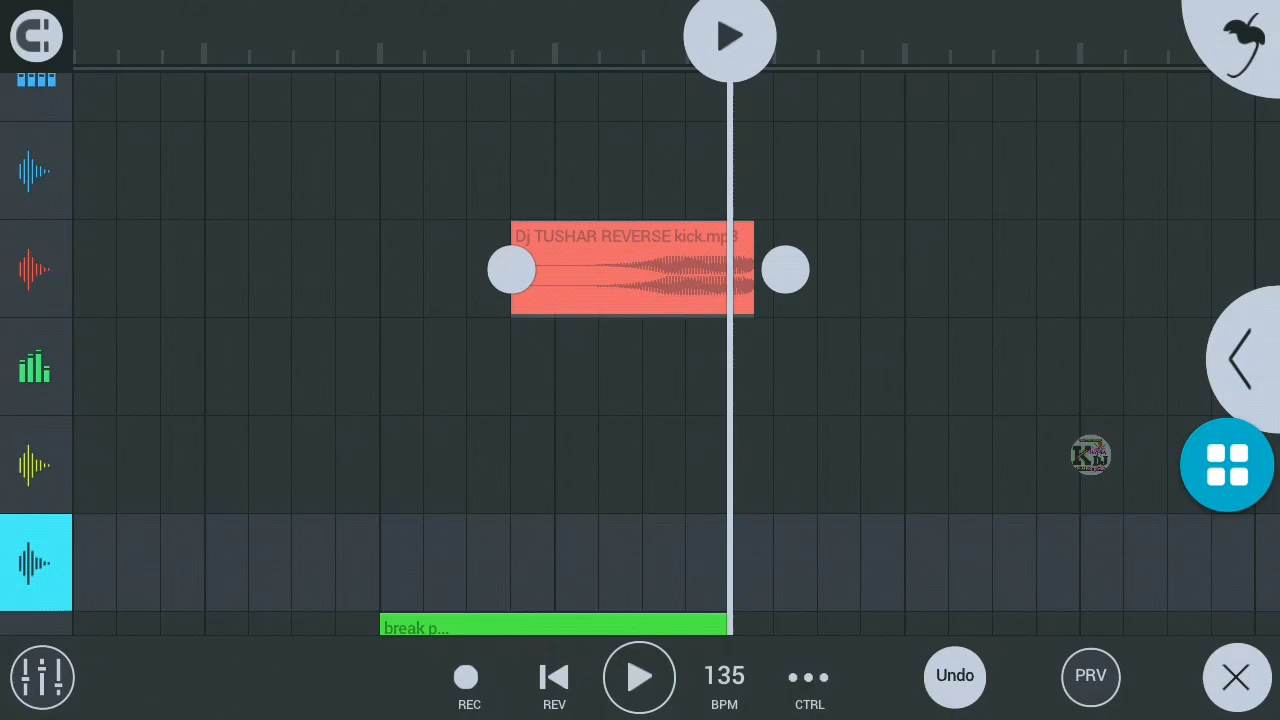 Dj TUSHAR REVERSE kick.mp3
break p...
135
Undo
PRV
REC
REV
BPM
CTRL